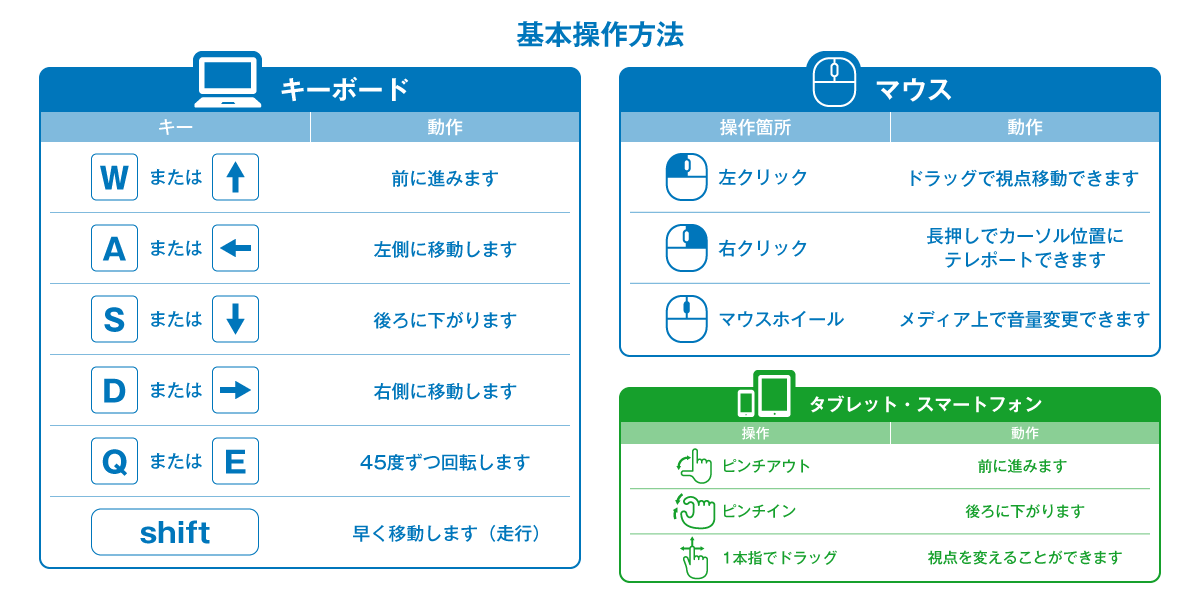 基本操作方法
キーボード
キー 動作
W または ↑ 前に進みます
A または ← 左側に移動します
S または ↓ 後ろに下がります
D または → 右側に移動します
Q または E 45度ずつ回転します
shift 早く移動します（走行）
マウス
操作箇所 動作
左クリック ドラッグで視点移動できます
右クリック 長押しでカーソル位置に
テレポートできます
マウスホイール メディア上で音量変更できます
タブレット・スマートフォン
操作 動作
ピンチアウト 前に進みます
ピンチイン 後ろに下がります
1本指でドラッグ 視点を変えることができます